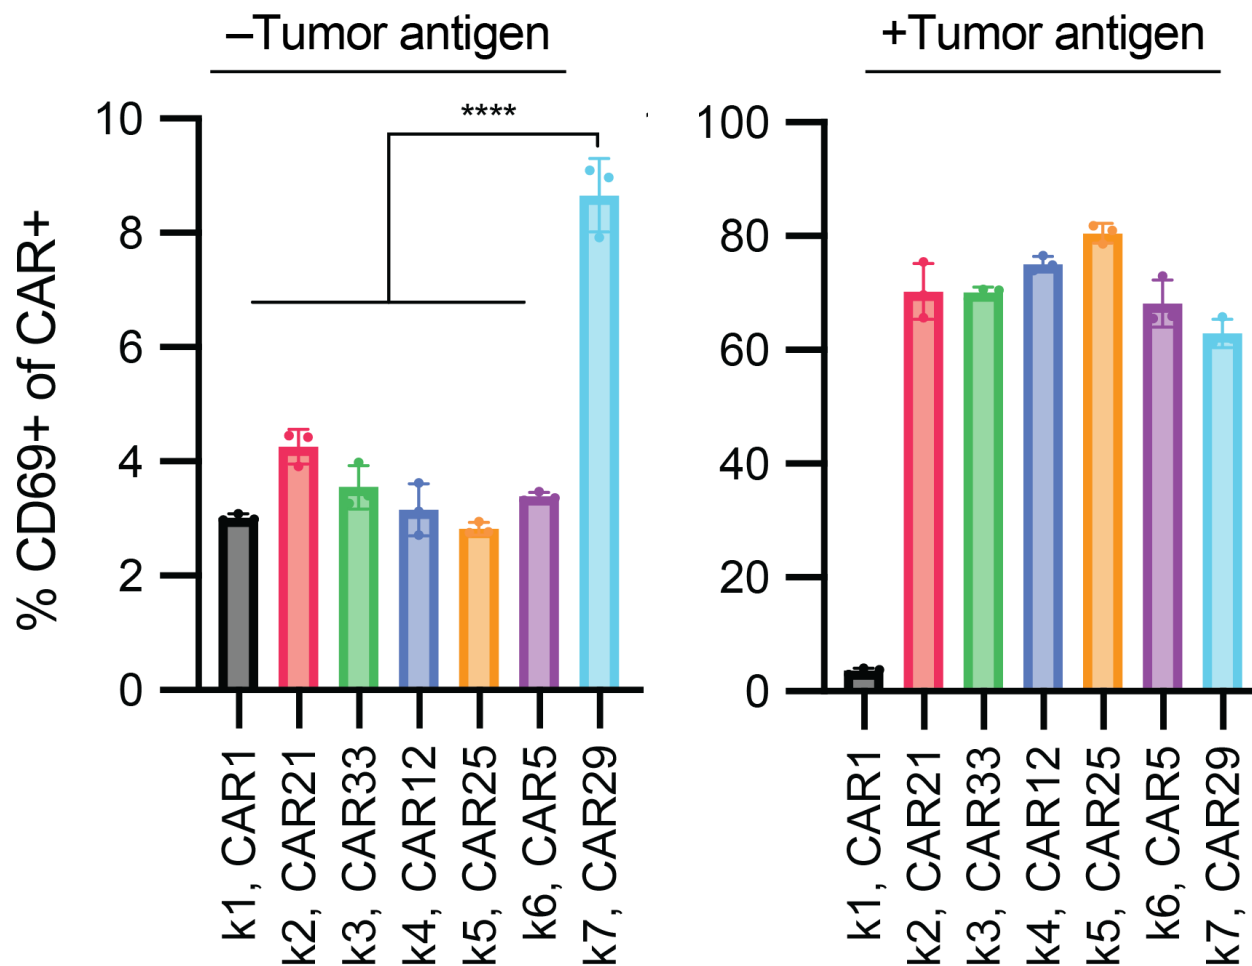 –Tumor antigen
+Tumor antigen
% CD69+ of CAR+
10
8
6
4
2
0
****
k1, CAR1
k2, CAR21
k3, CAR33
k4, CAR12
k5, CAR25
k6, CAR5
k7, CAR29
100
80
60
40
20
0
k1, CAR1
k2, CAR21
k3, CAR33
k4, CAR12
k5, CAR25
k6, CAR5
k7, CAR29